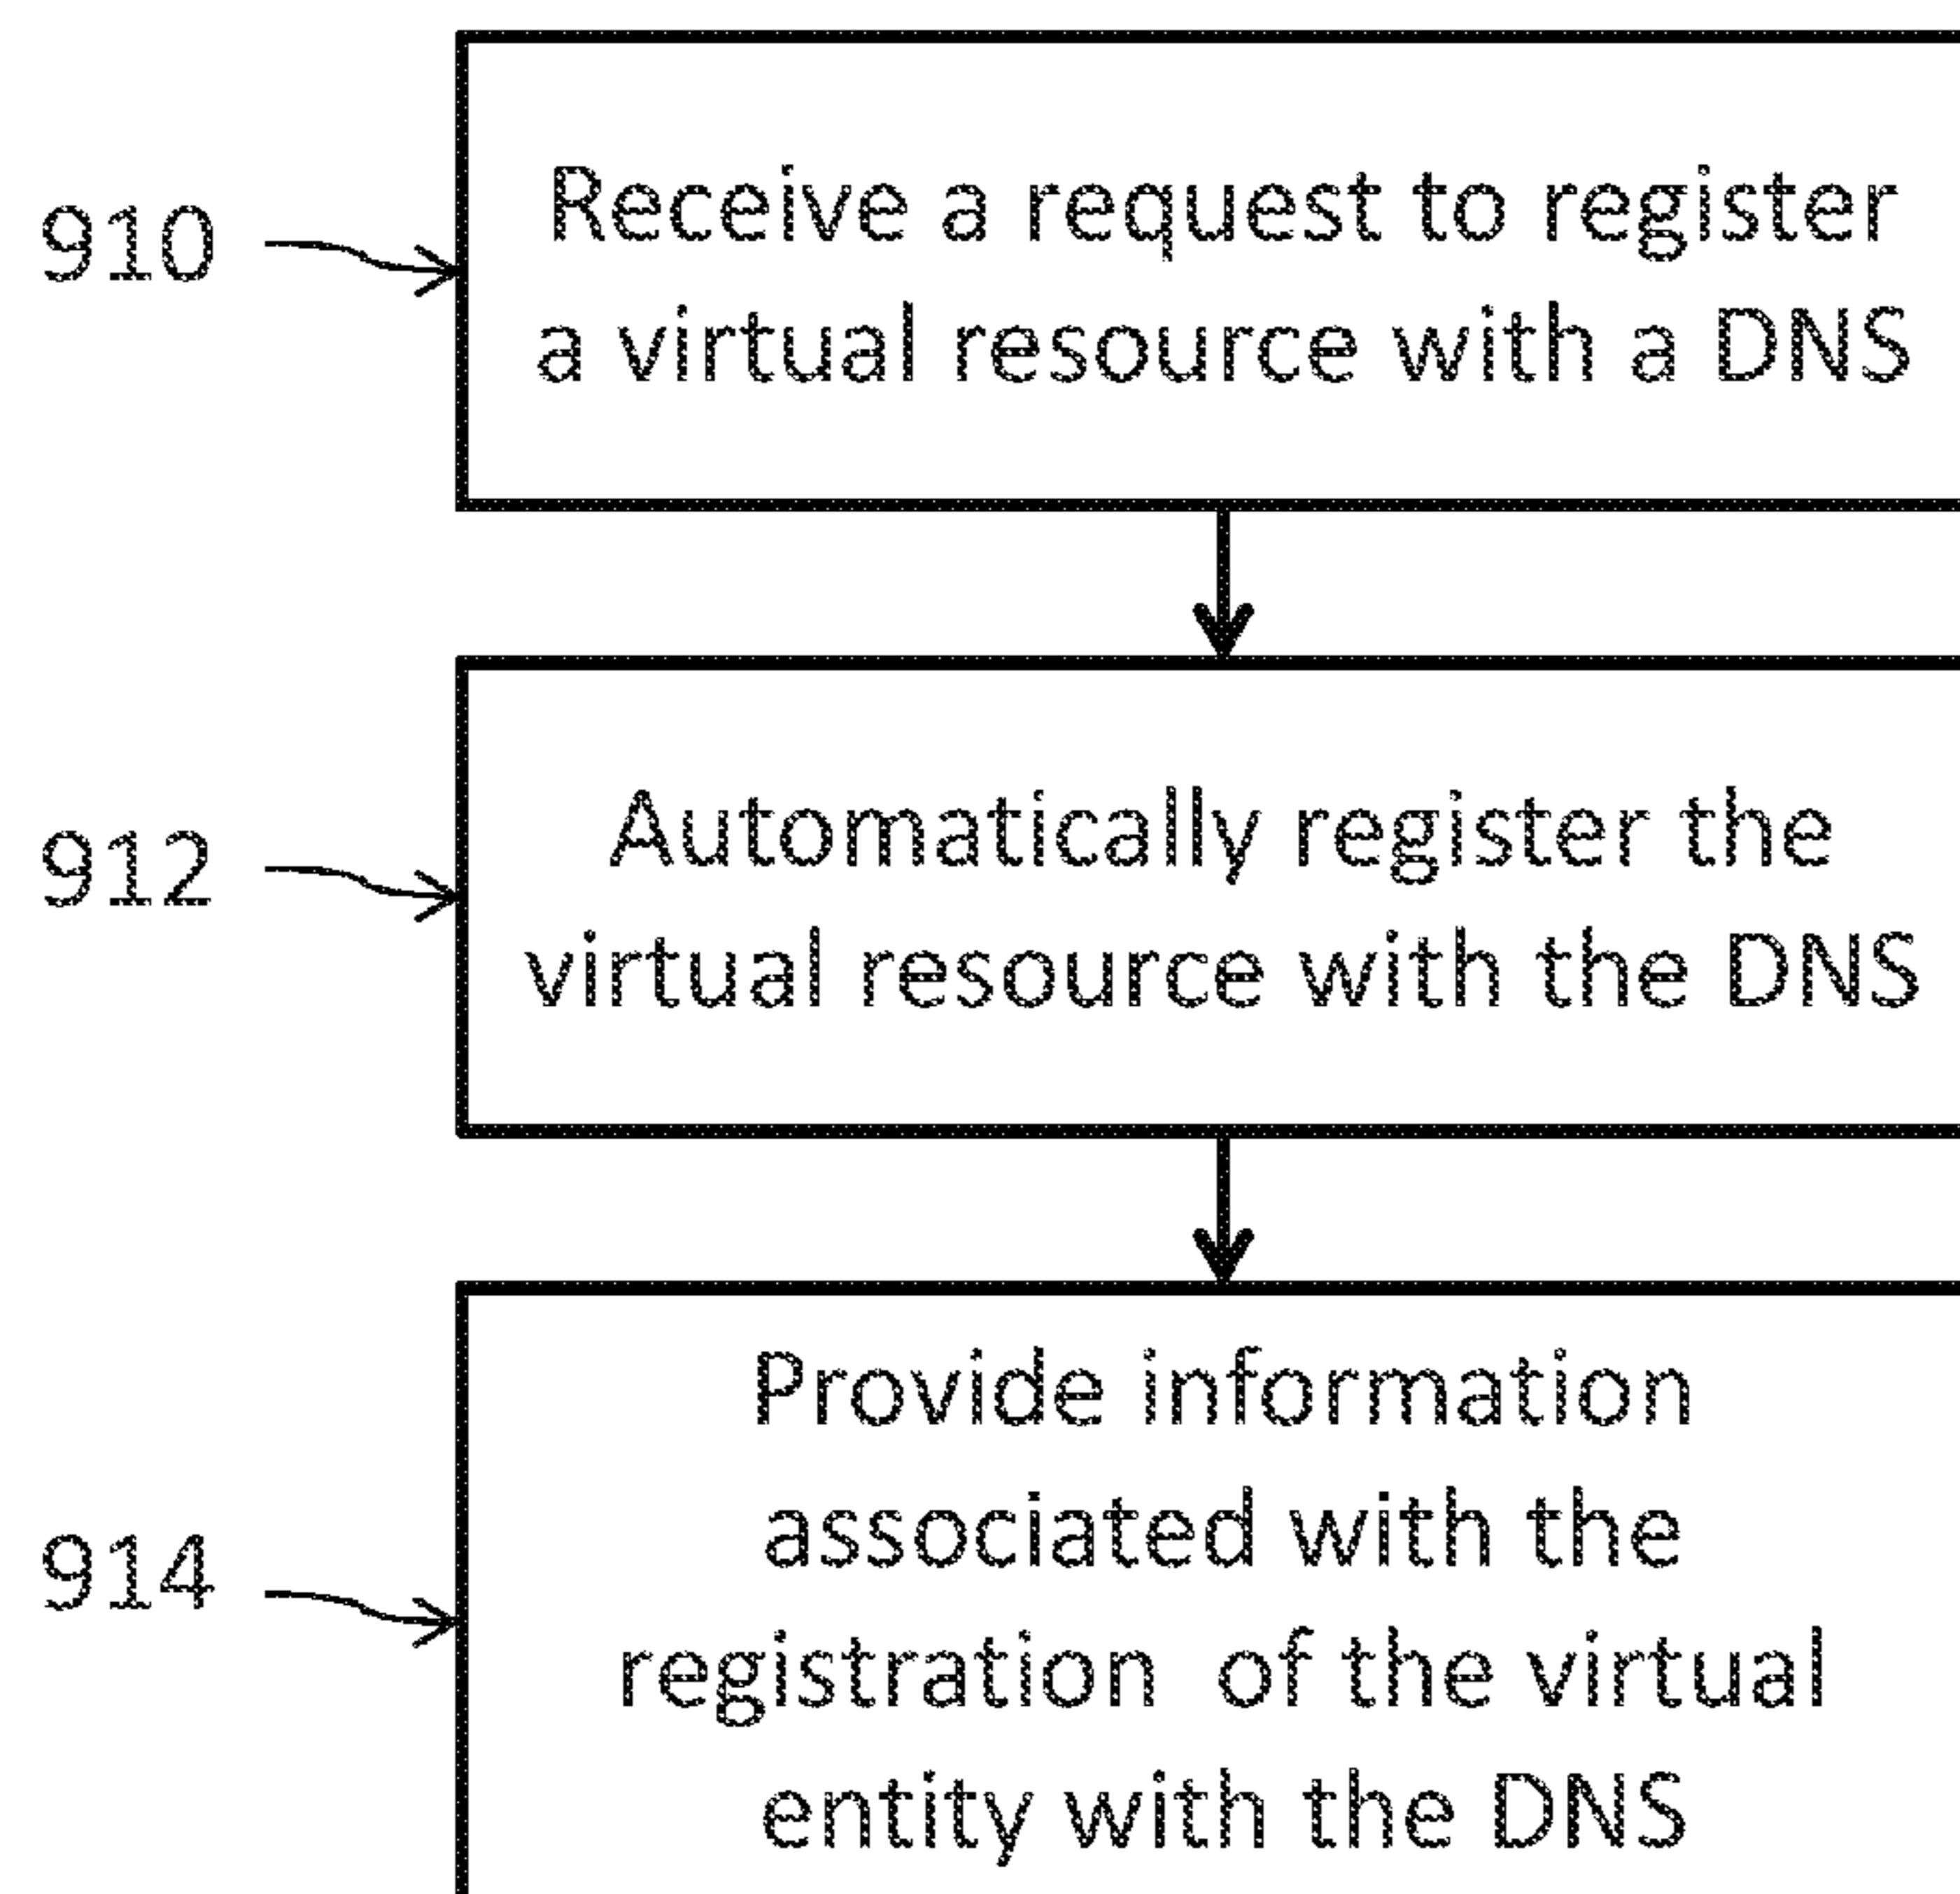 910
Receive a request to register
a virtual resource with a DNS
912
Automatically register the
virtual resource with the DNS
914
Provide information
associated with the
registration of the virtual
entity with the DNS